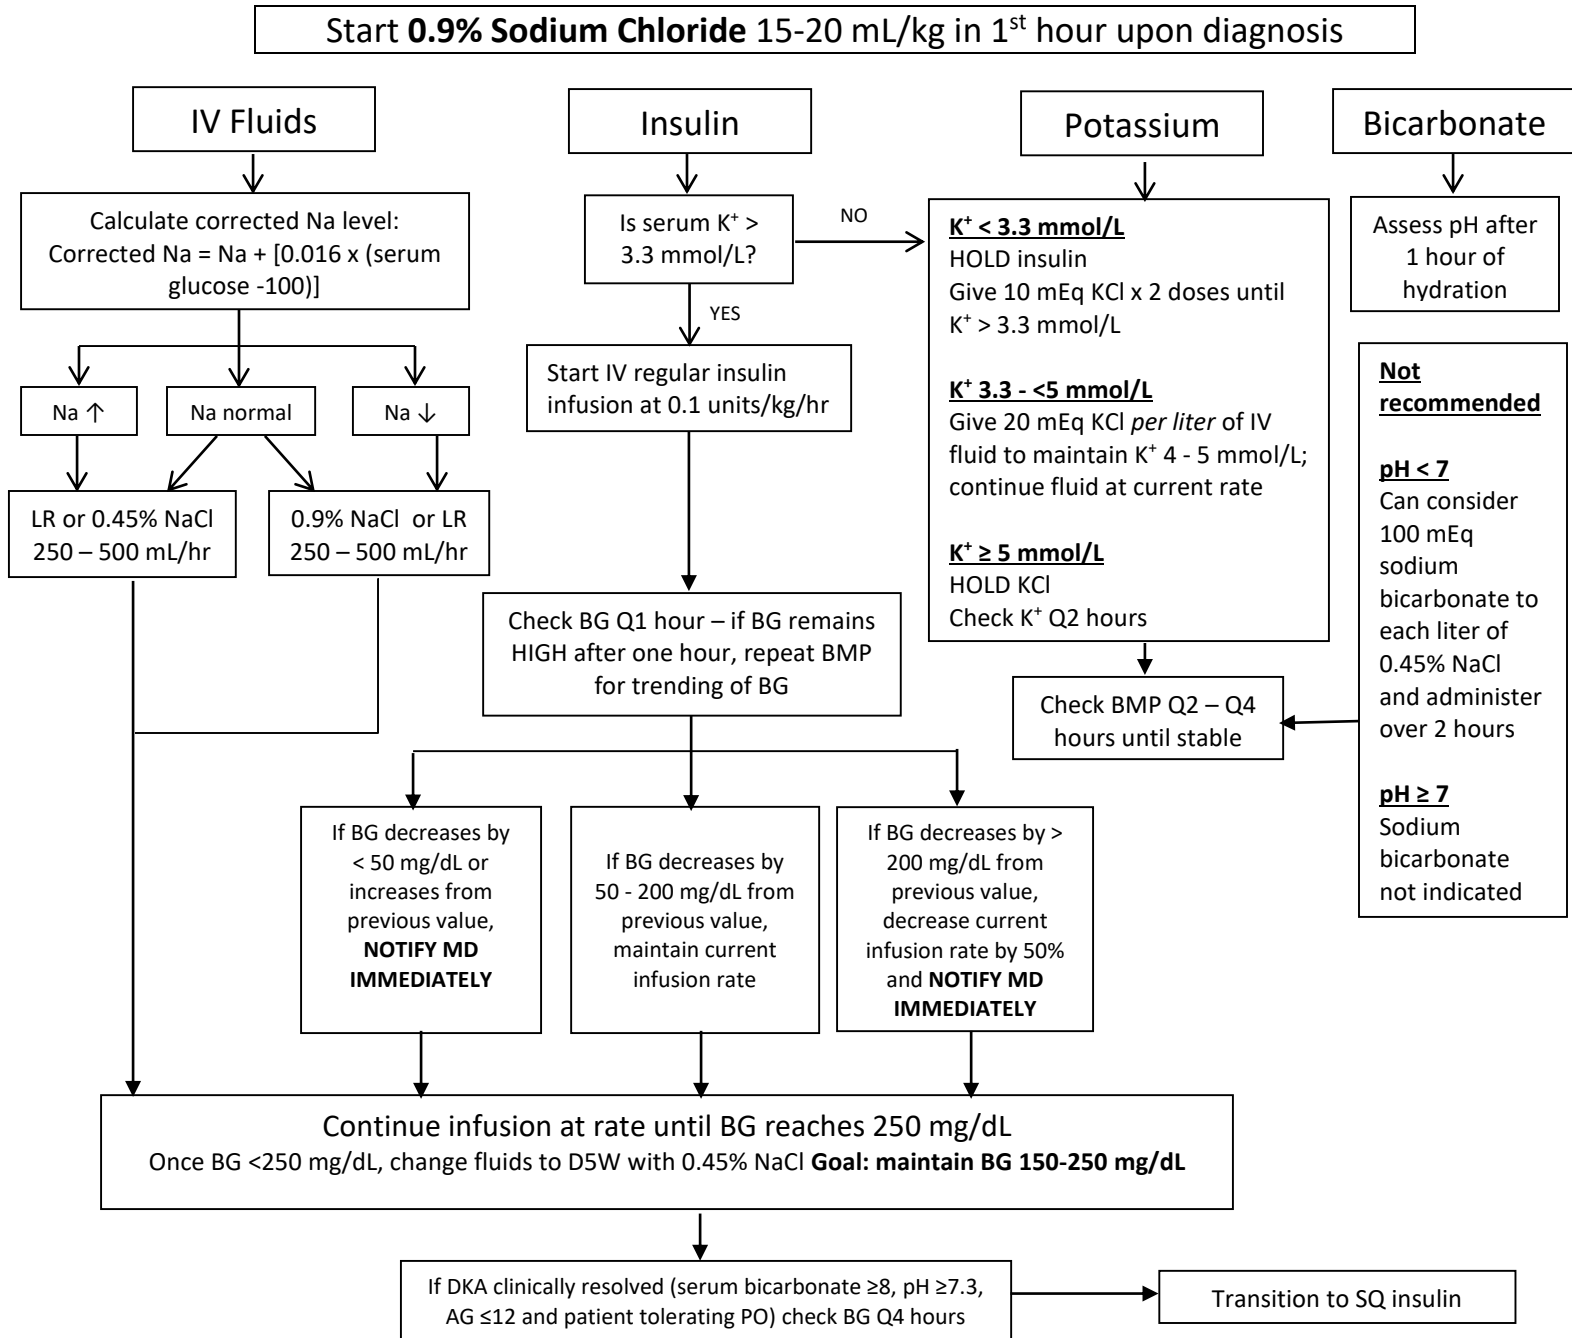 Start 0.9% Sodium Chloride 15-20 mL/kg in 1st hour upon diagnosis
IV Fluids
Calculate corrected Na level:
Corrected Na = Na + [0.016 x (serum
glucose -100)]
Na ↑
Na normal
Na ↓
LR or 0.45% NaCl
250 – 500 mL/hr
0.9% NaCl or LR
250 – 500 mL/hr
Insulin
Is serum K+ >
3.3 mmol/L?
NO
YES
Start IV regular insulin
infusion at 0.1 units/kg/hr
Check BG Q1 hour – if BG remains
HIGH after one hour, repeat BMP
for trending of BG
If BG decreases by
< 50 mg/dL or
increases from
previous value,
NOTIFY MD
IMMEDIATELY
If BG decreases by
50 - 200 mg/dL from
previous value,
maintain current
infusion rate
If BG decreases by >
200 mg/dL from
previous value,
decrease current
infusion rate by 50%
and NOTIFY MD
IMMEDIATELY
Potassium
K+ < 3.3 mmol/L
HOLD insulin
Give 10 mEq KCl x 2 doses until
K+ > 3.3 mmol/L
K+ 3.3 - <5 mmol/L
Give 20 mEq KCl per liter of IV
fluid to maintain K+ 4 - 5 mmol/L;
continue fluid at current rate
K+ ≥ 5 mmol/L
HOLD KCl
Check K+ Q2 hours
Check BMP Q2 – Q4
hours until stable
Bicarbonate
Assess pH after
1 hour of
hydration
Not
recommended
pH < 7
Can consider
100 mEq
sodium
bicarbonate to
each liter of
0.45% NaCl
and administer
over 2 hours
pH ≥ 7
Sodium
bicarbonate
not indicated
Continue infusion at rate until BG reaches 250 mg/dL
Once BG <250 mg/dL, change fluids to D5W with 0.45% NaCl Goal: maintain BG 150-250 mg/dL
If DKA clinically resolved (serum bicarbonate ≥8, pH ≥7.3,
AG ≤12 and patient tolerating PO) check BG Q4 hours
Transition to SQ insulin